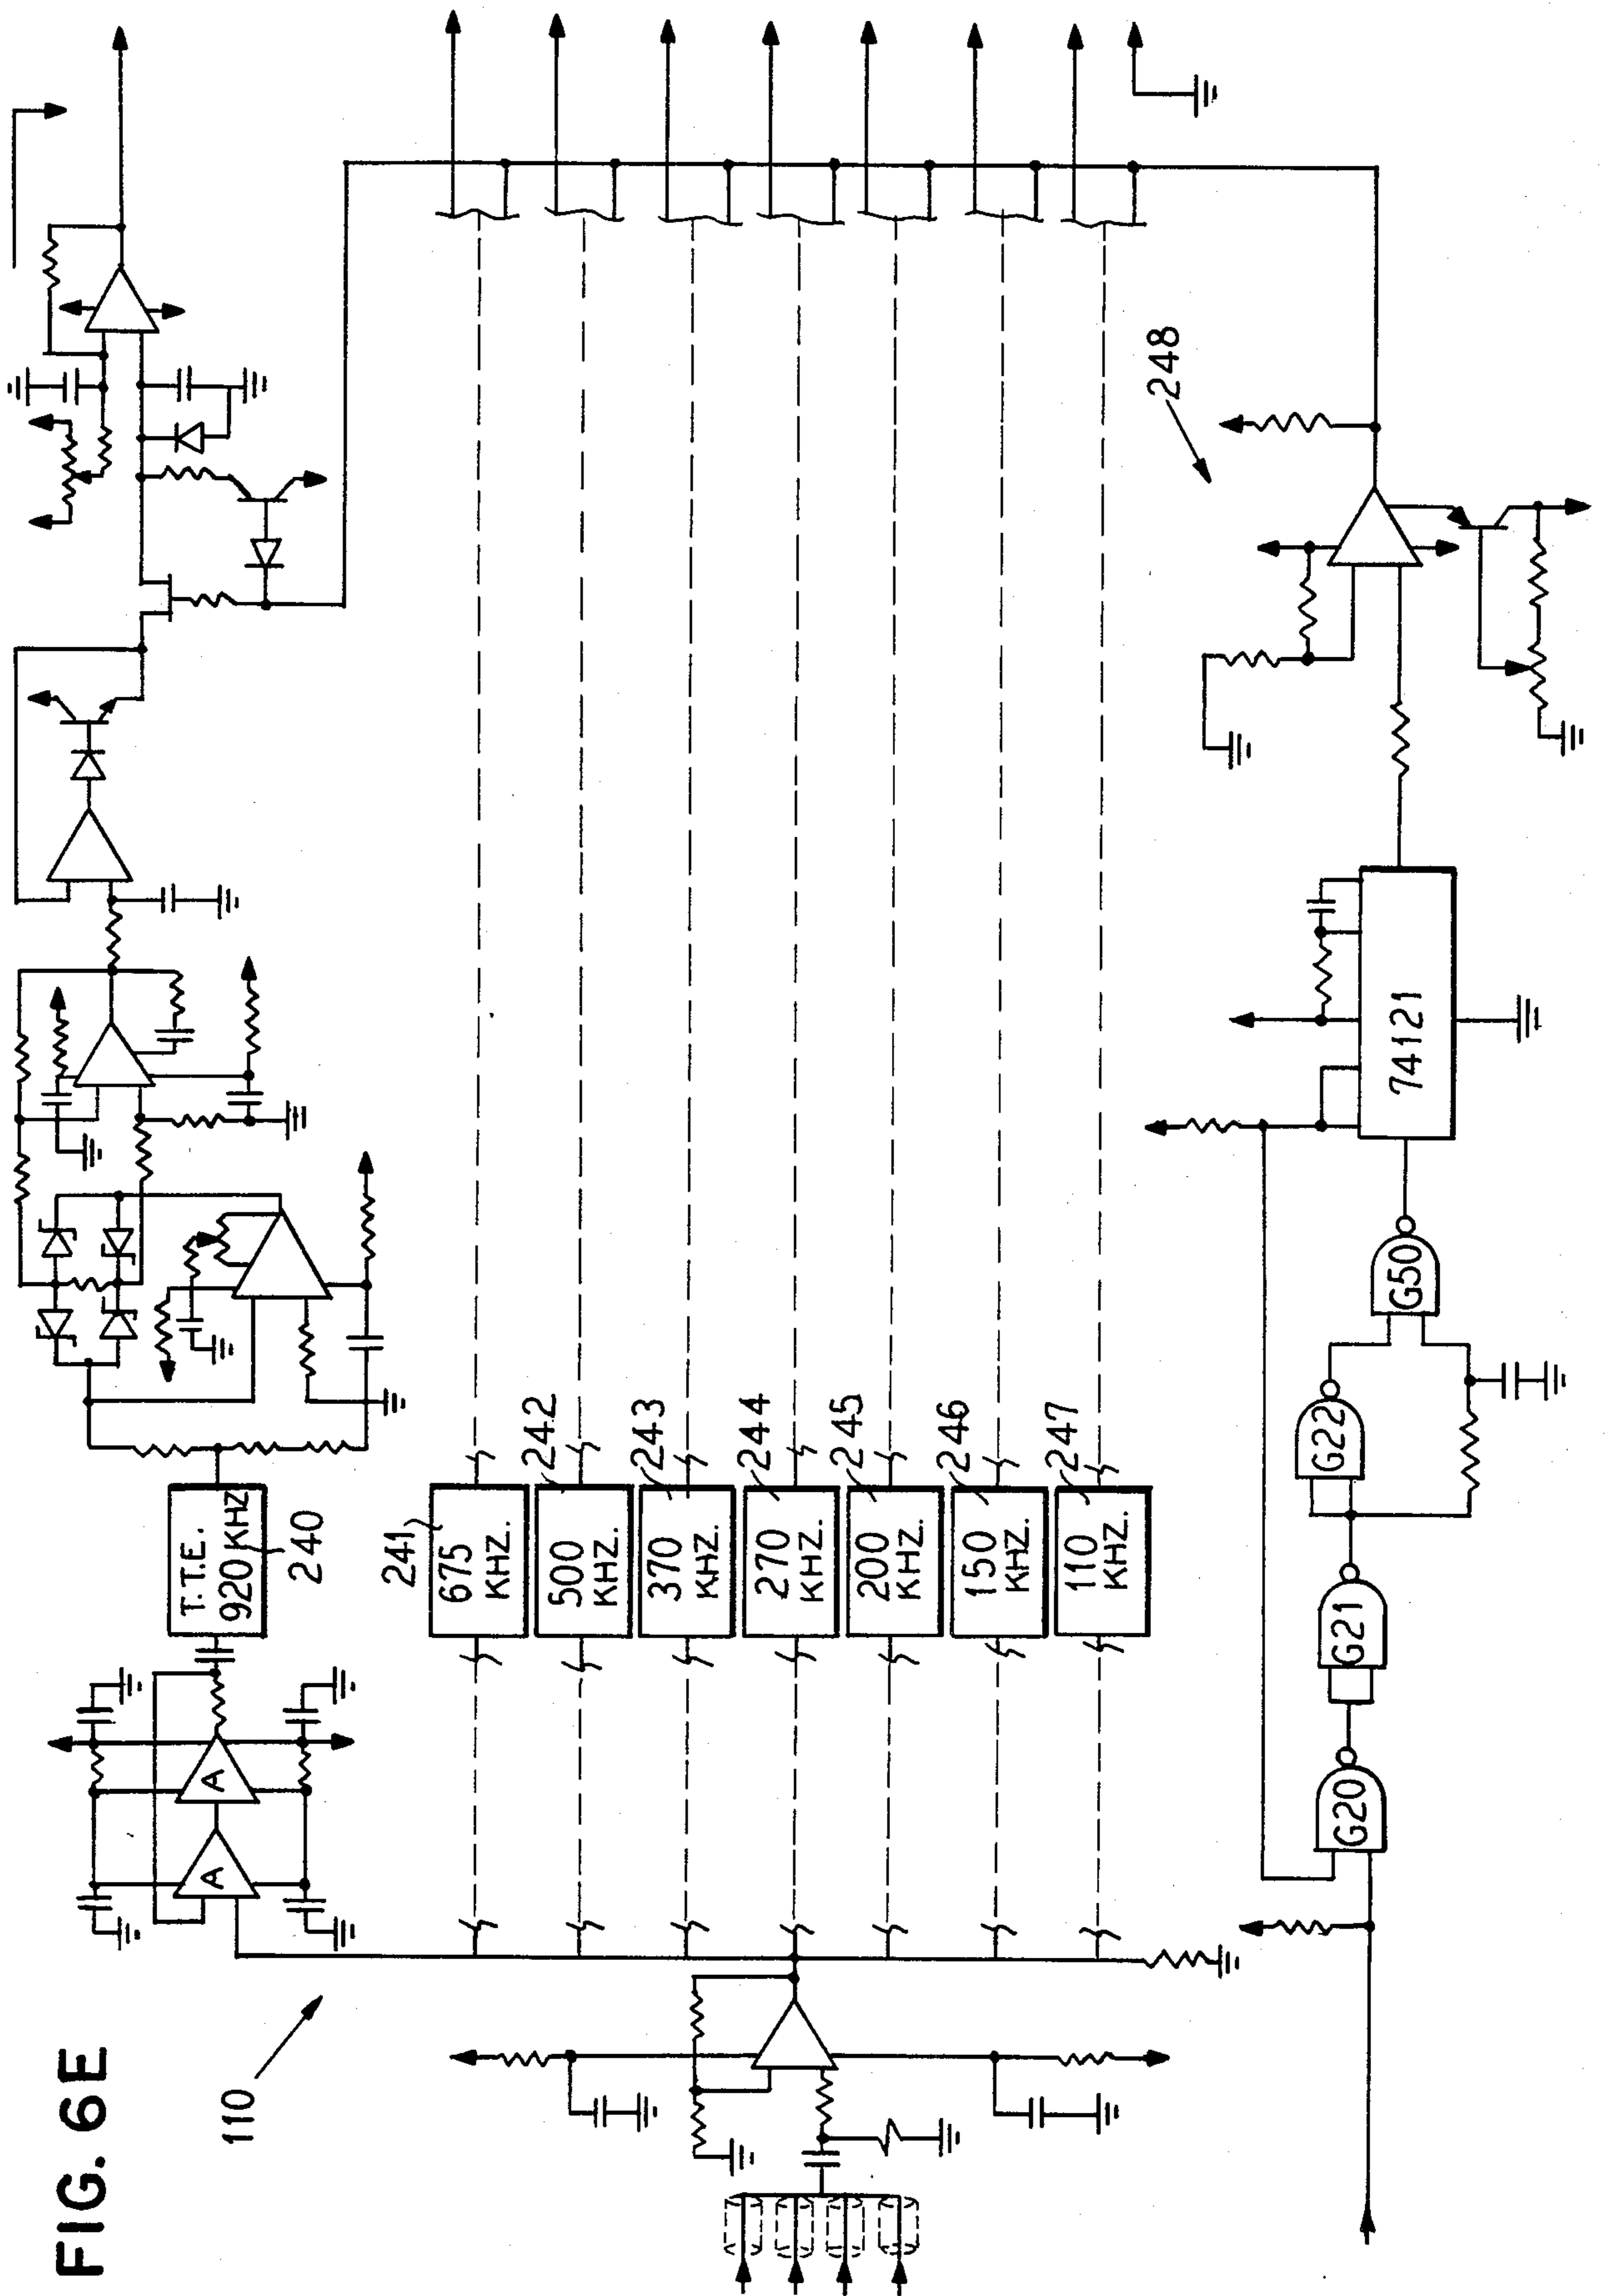 FIG. 6E
110
A
A
T.T.E.
920 KHZ
240
241
675
KHZ.
242
500
KHZ.
243
370
KHZ.
244
270
KHZ.
245
200
KHZ.
246
150
KHZ.
247
110
KHZ.
248
G20
G21
G22
G50
74121